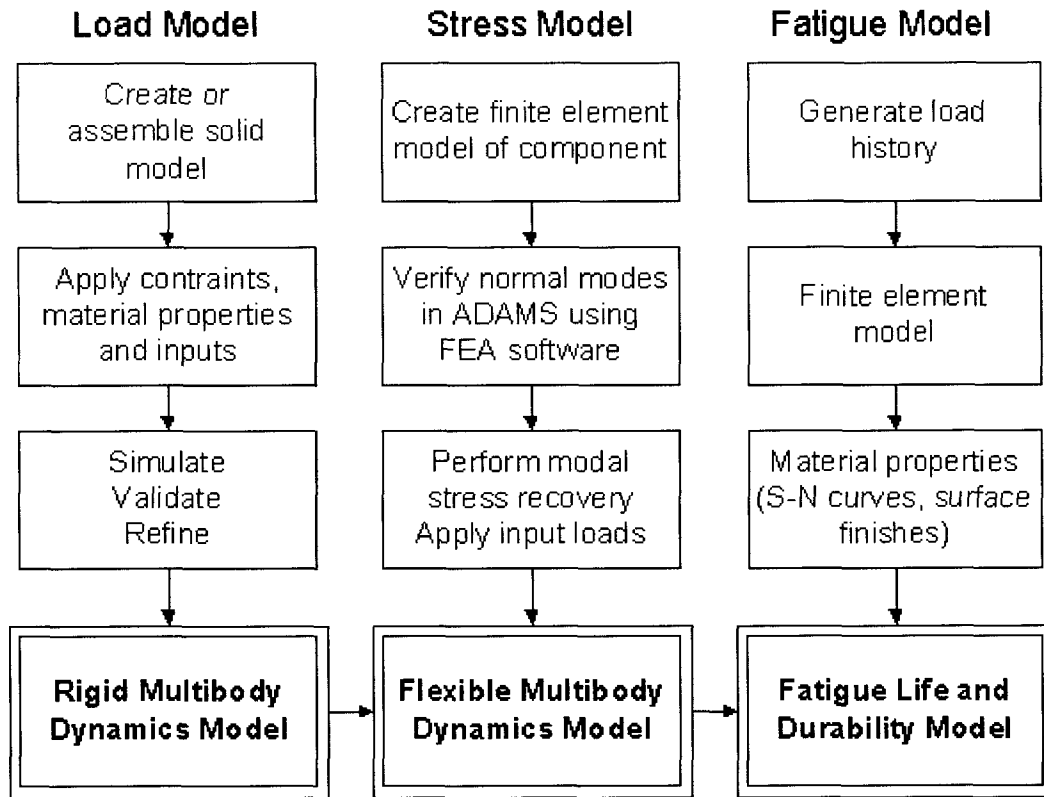 Load Model
Create or
assemble solid
model
Apply contraints,
material properties
and inputs
Simulate
Validate
Refine
Rigid Multibody
Dynamics Model
Stress Model
Create finite element
model of component
Verify normal modes
in ADAMS using
FEA software
Perform modal
stress recovery
Apply input loads
Flexible Multibody
Dynamics Model
Fatigue Model
Generate load
history
Finite element
model
Material properties
(S-N curves, surface
finishes)
Fatigue Life and
Durability Model